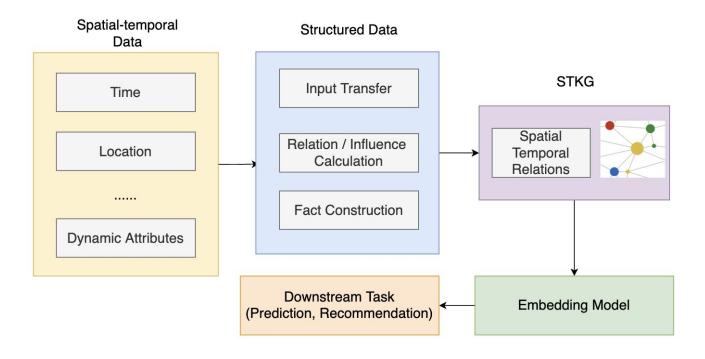 Spatial-temporal
Data
Time
Location
......
Dynamic Attributes
Structured Data
Input Transfer
Relation / Influence
Calculation
Fact Construction
STKG
Spatial
Temporal
Relations
Downstream Task
(Prediction, Recommendation)
Embedding Model